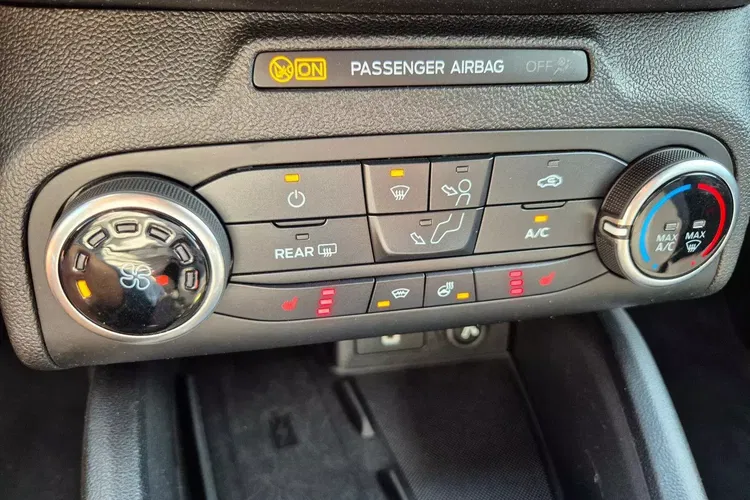 ON PASSENGER AIRBAG OFF
REAR
A/C
MAX A/C
MAX